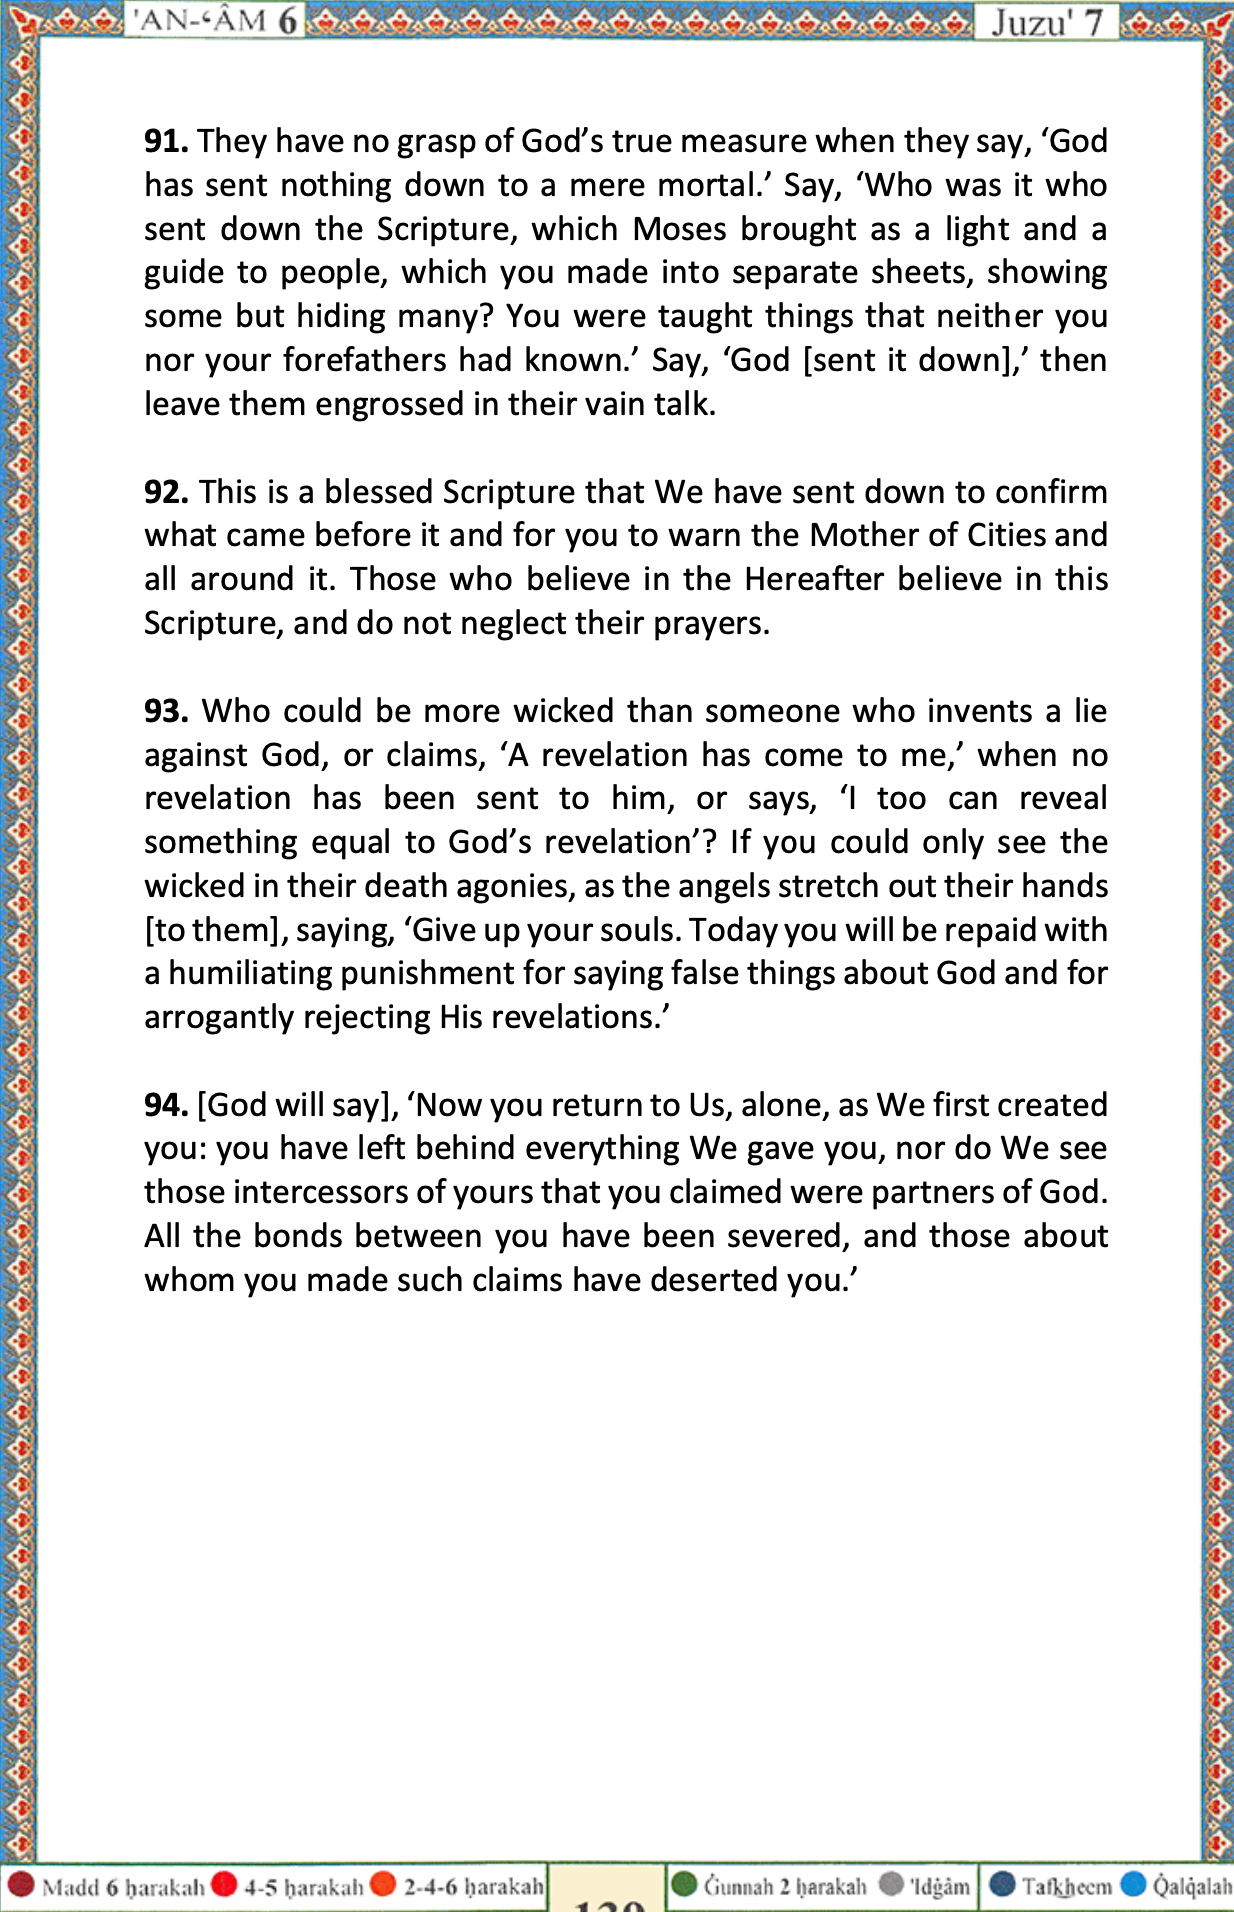 'AN-‘ÂM 6
Juzu' 7
91. They have no grasp of God’s true measure when they say, ‘God
has sent nothing down to a mere mortal.’ Say, ‘Who was it who
sent down the Scripture, which Moses brought as a light and a
guide to people, which you made into separate sheets, showing
some but hiding many? You were taught things that neither you
nor your forefathers had known.’ Say, ‘God [sent it down],’ then
leave them engrossed in their vain talk.
92. This is a blessed Scripture that We have sent down to confirm
what came before it and for you to warn the Mother of Cities and
all around it. Those who believe in the Hereafter believe in this
Scripture, and do not neglect their prayers.
93. Who could be more wicked than someone who invents a lie
against God, or claims, ‘A revelation has come to me,’ when no
revelation has been sent to him, or says, ‘I too can reveal
something equal to God’s revelation’? If you could only see the
wicked in their death agonies, as the angels stretch out their hands
[to them], saying, ‘Give up your souls. Today you will be repaid with
a humiliating punishment for saying false things about God and for
arrogantly rejecting His revelations.’
94. [God will say], ‘Now you return to Us, alone, as We first created
you: you have left behind everything We gave you, nor do We see
those intercessors of yours that you claimed were partners of God.
All the bonds between you have been severed, and those about
whom you made such claims have deserted you.’
Madd 6 ḥarakah 4-5 ḥarakah 2-4-6 ḥarakah
139
Ġunnah 2 ḥarakah 'Idġâm Tafkheem Q̇alq̇alah